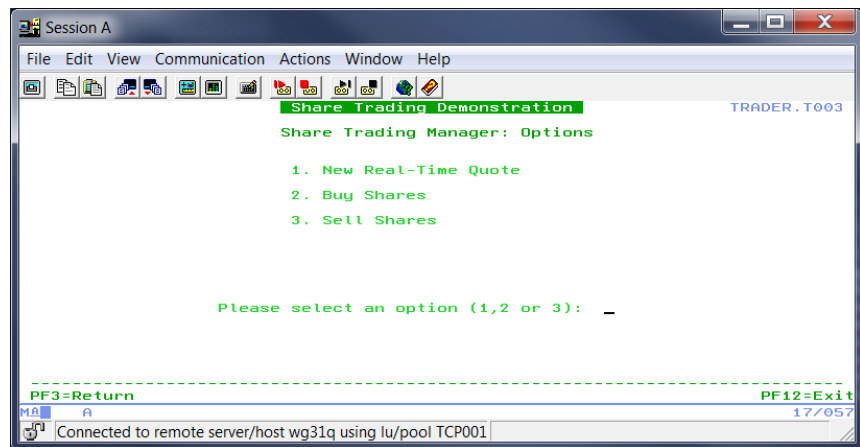 Session A
File Edit View Communication Actions Window Help
Share Trading Demonstration TRADER.T003
Share Trading Manager: Options
1. New Real-Time Quote
2. Buy Shares
3. Sell Shares
Please select an option (1,2 or 3): _
PF3=Return PF12=Exit
MA A 17/057
Connected to remote server/host wg31q using lu/pool TCP001